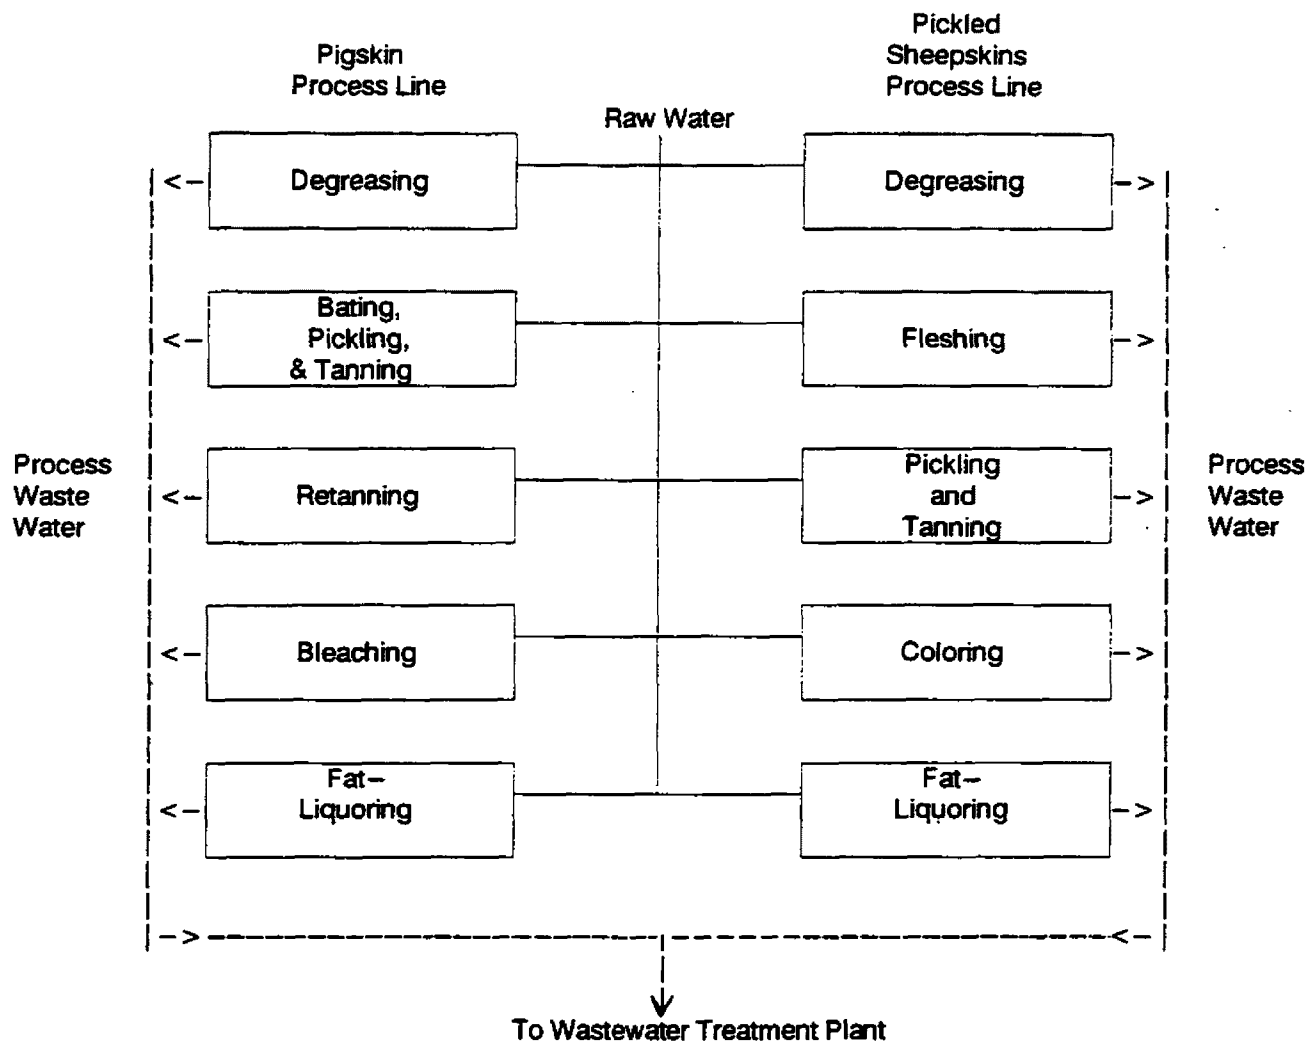 Pigskin
Process Line
Pickled
Sheepskins
Process Line
Raw Water
Degreasing
Degreasing
Bating,
Pickling,
& Tanning
Fleshing
Process
Waste
Water
Retanning
Pickling
and
Tanning
Process
Waste
Water
Bleaching
Coloring
Fat-
Liquoring
Fat-
Liquoring
To Wastewater Treatment Plant